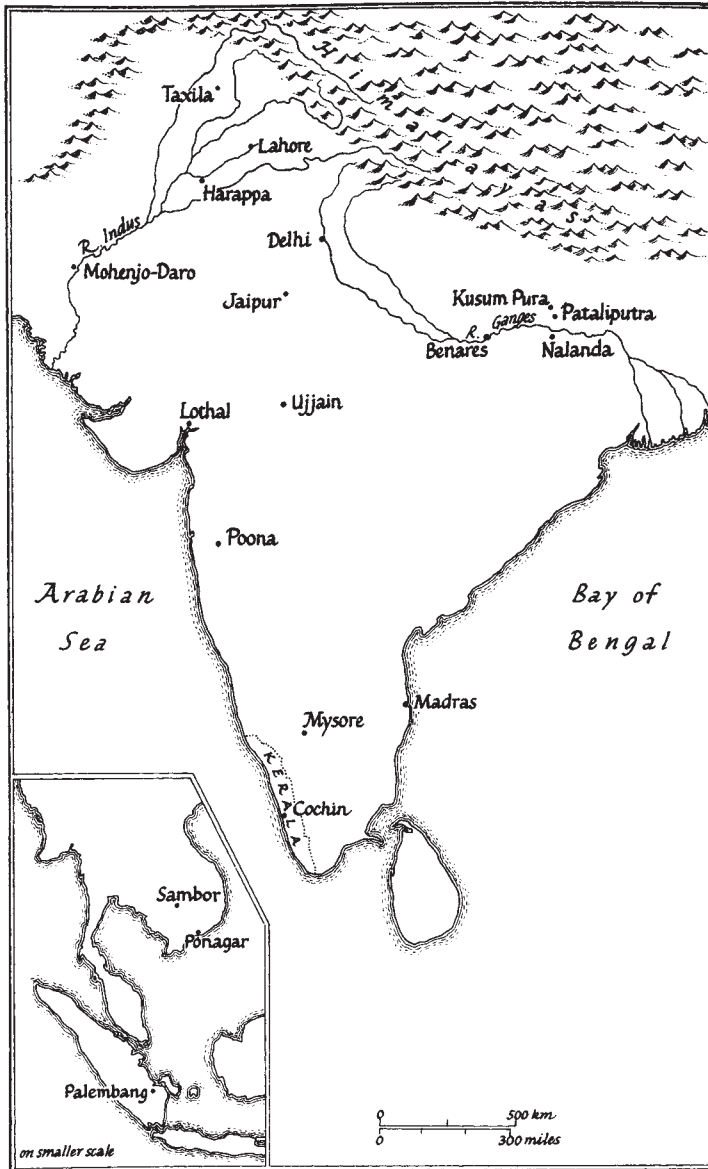 Himalayas
Taxila
Lahore
Harappa
R. Indus
Delhi
Mohenjo-Daro
Jaipur
Kusum Pura
Pataliputra
R. Ganges
Benares
Nalanda
Lothal
Ujjain
Poona
Arabian
Sea
Bay of
Bengal
Madras
Mysore
KERALA
Cochin
Sambor
Ponagar
Palembang
on smaller scale
0 500 km
0 300 miles